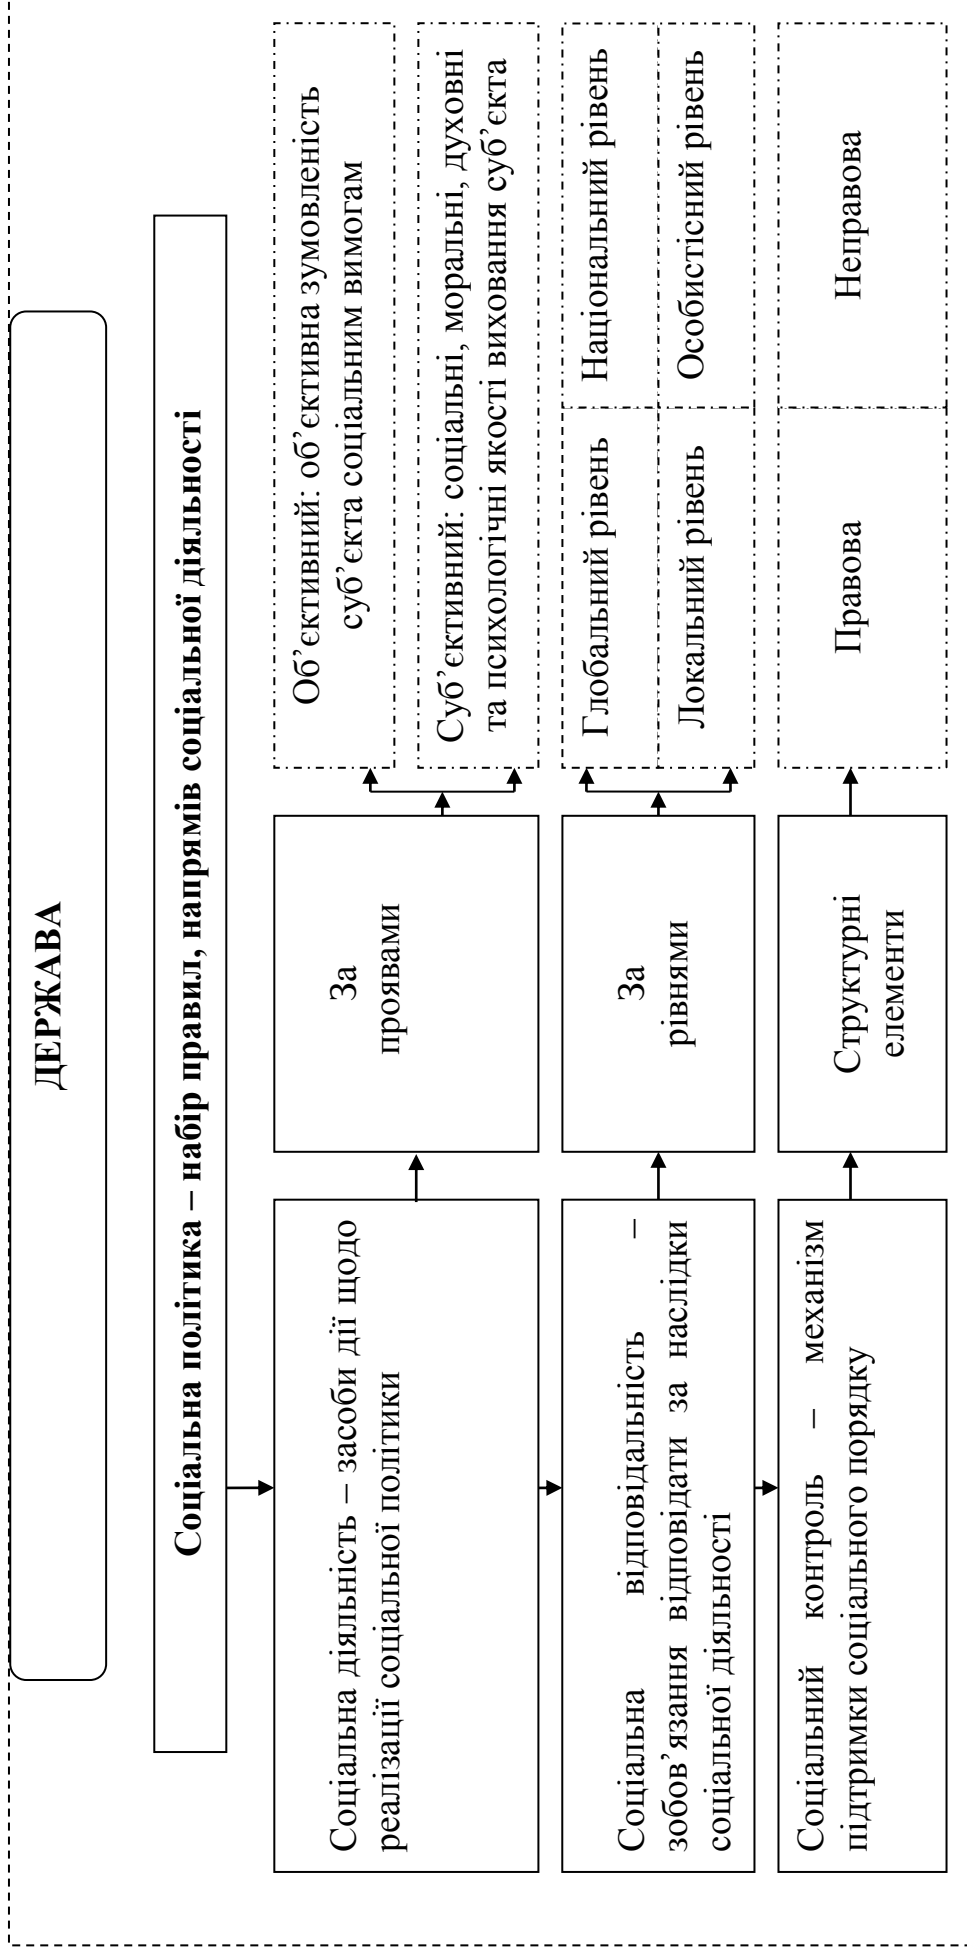 ДЕРЖАВА
Соціальна політика – набір правил, напрямів соціальної діяльності
Соціальна діяльність – засоби дії щодо
реалізації соціальної політики
За
проявами
Об’єктивний: об’єктивна зумовленість
суб’єкта соціальним вимогам
Суб’єктивний: соціальні, моральні, духовні
та психологічні якості виховання суб’єкта
Соціальна відповідальність –
зобов’язання відповідати за наслідки
соціальної діяльності
За
рівнями
Глобальний рівень
Національний рівень
Локальний рівень
Особистісний рівень
Соціальний контроль – механізм
підтримки соціального порядку
Структурні
елементи
Правова
Неправова